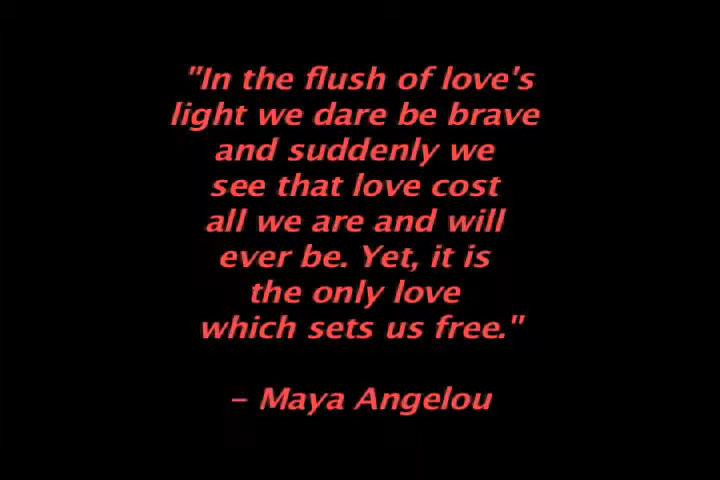 "In the flush of love's
light we dare be brave
and suddenly we
see that love cost
all we are and will
ever be. Yet, it is
the only love
which sets us free."
– Maya Angelou